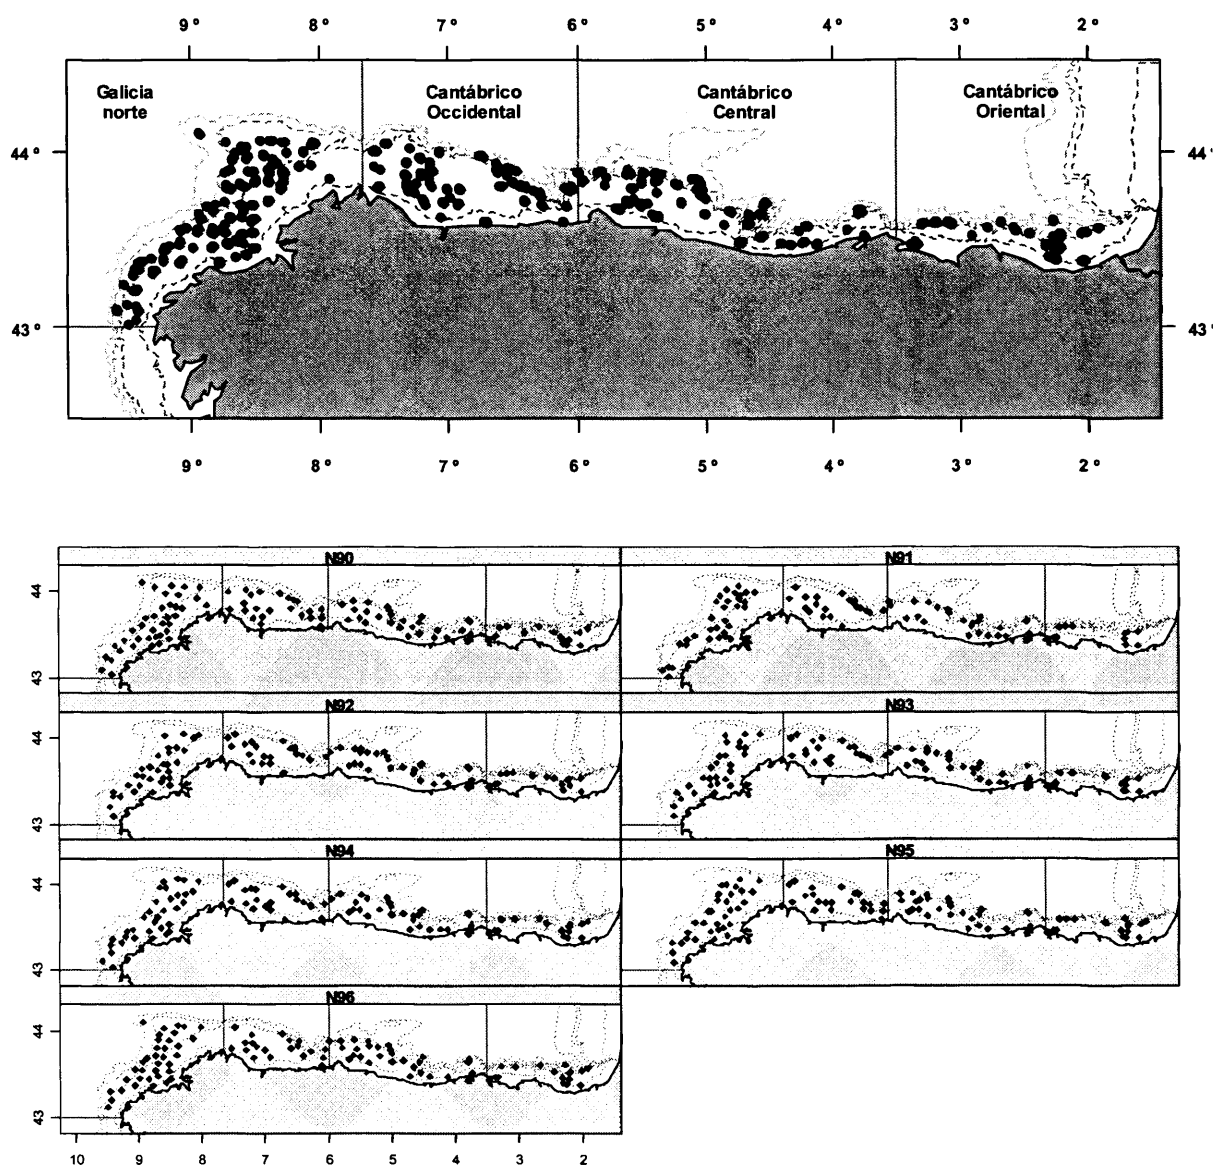 9° 8° 7° 6° 5° 4° 3° 2°
Galicia norte
Cantábrico Occidental
Cantábrico Central
Cantábrico Oriental
44° 44°
43° 43°
9° 8° 7° 6° 5° 4° 3° 2°
N90 N91
44
43
N92 N93
44
43
N94 N95
44
43
N96
44
43
10 9 8 7 6 5 4 3 2